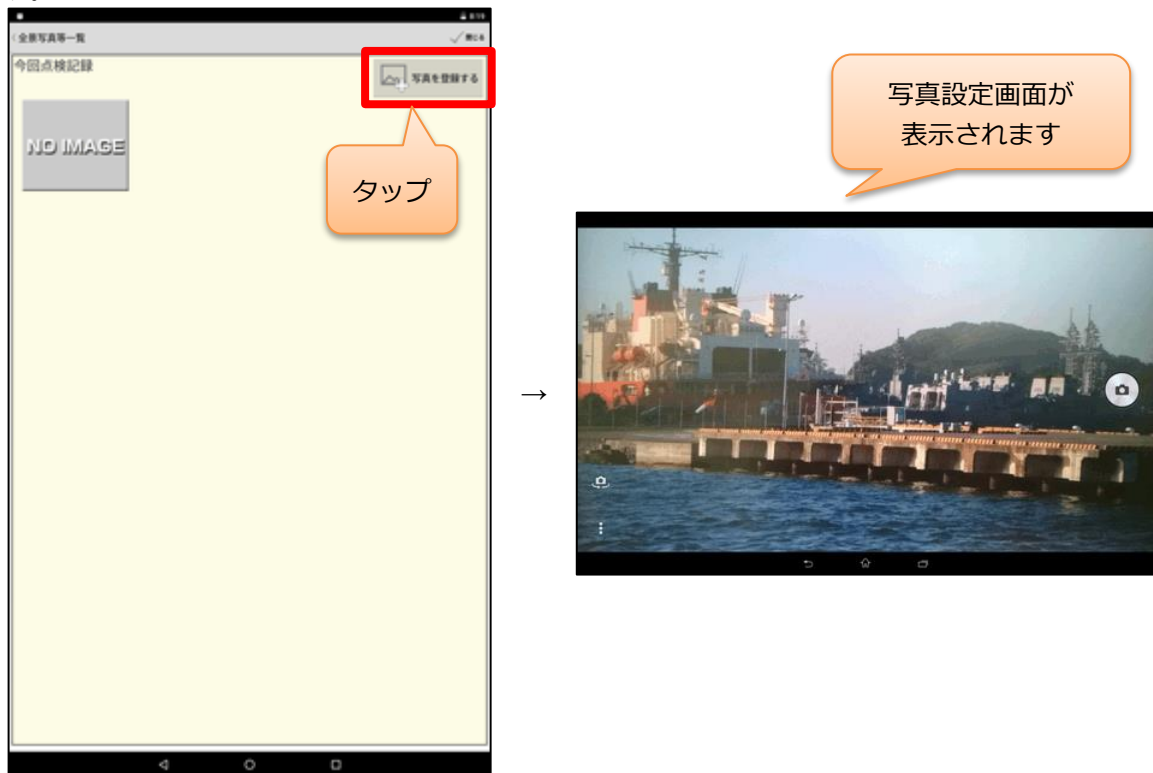 8:19
全景写真等一覧
閉じる
今回点検記録
写真を登録する
NO IMAGE
タップ
→
写真設定画面が
表示されます